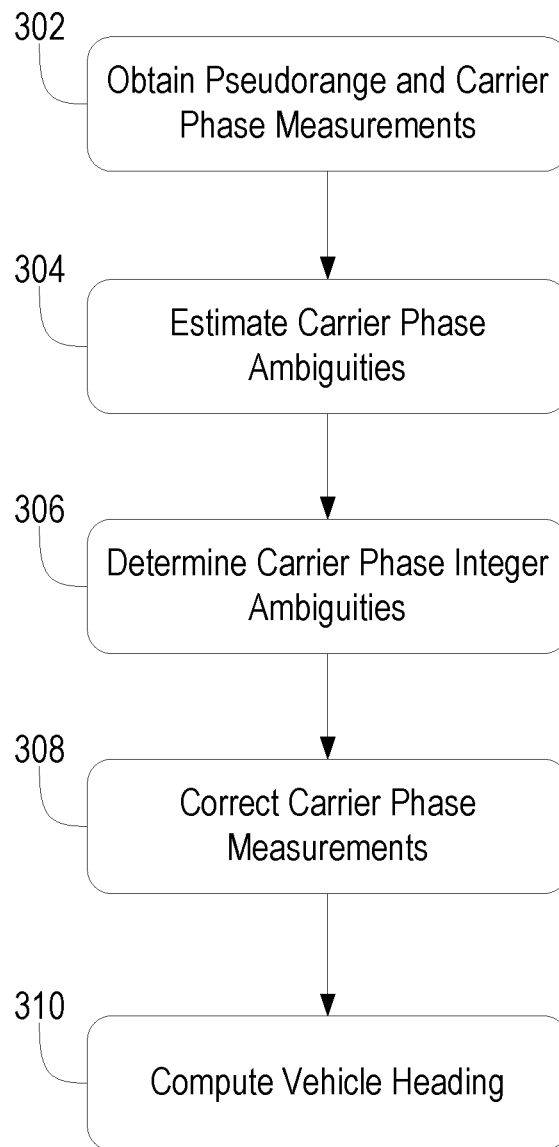 302
Obtain Pseudorange and Carrier
Phase Measurements
304
Estimate Carrier Phase
Ambiguities
306
Determine Carrier Phase Integer
Ambiguities
308
Correct Carrier Phase
Measurements
310
Compute Vehicle Heading